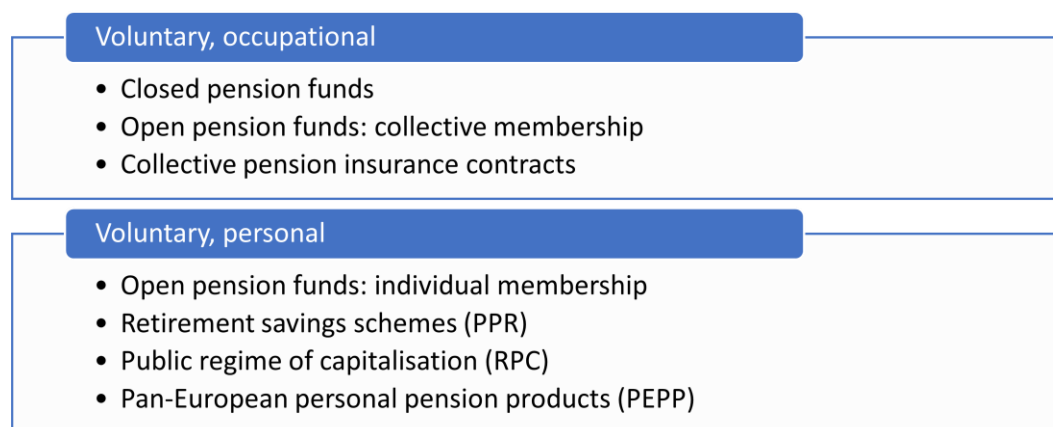 Voluntary, occupational
• Closed pension funds
• Open pension funds: collective membership
• Collective pension insurance contracts
Voluntary, personal
• Open pension funds: individual membership
• Retirement savings schemes (PPR)
• Public regime of capitalisation (RPC)
• Pan-European personal pension products (PEPP)